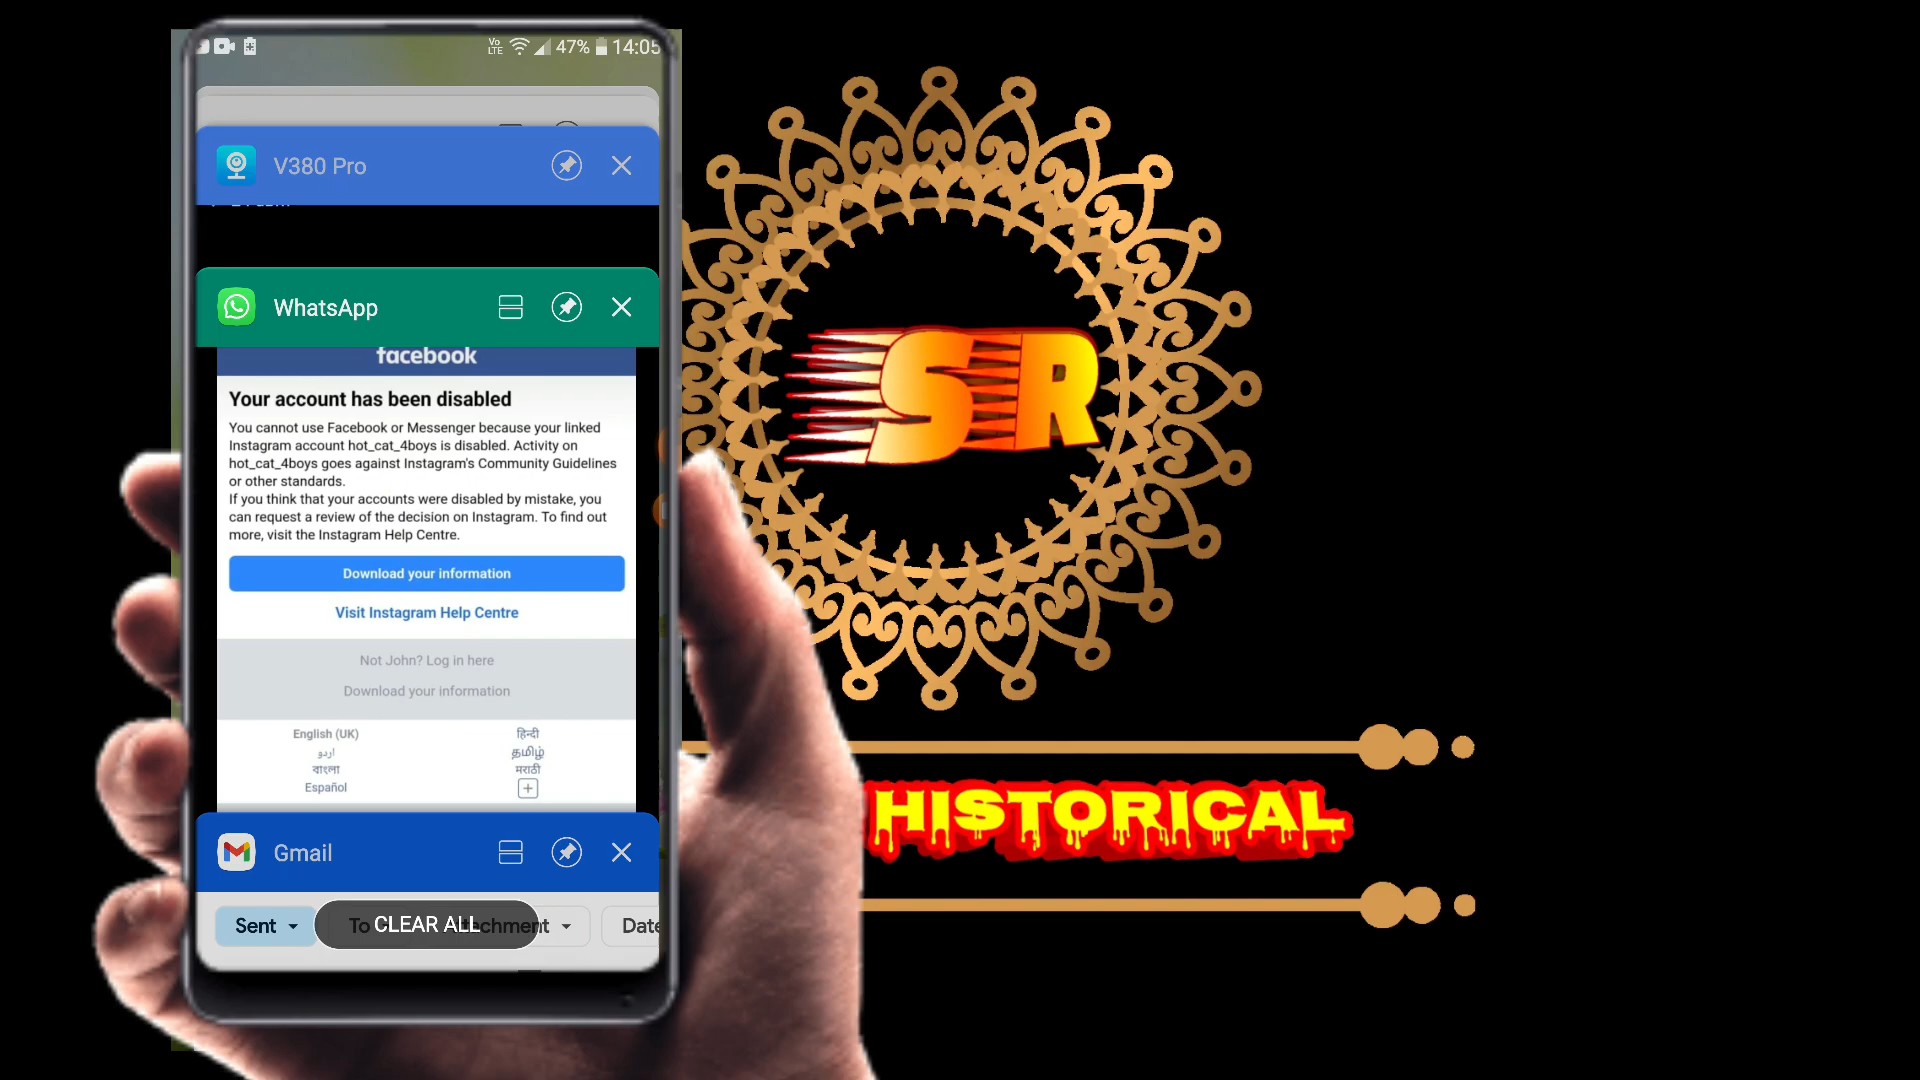 Vo LTE 47% 14:05
V380 Pro
WhatsApp
facebook
Your account has been disabled
You cannot use Facebook or Messenger because your linked
Instagram account hot_cat_4boys is disabled. Activity on
hot_cat_4boys goes against Instagram's Community Guidelines
or other standards.
If you think that your accounts were disabled by mistake, you
can request a review of the decision on Instagram. To find out
more, visit the Instagram Help Centre.
Download your information
Visit Instagram Help Centre
Not John? Log in here
Download your information
English (UK)
हिन्दी
اردو
தமிழ்
বাংলা
मराठी
Español
Gmail
Sent
To
CLEAR ALL
Date
SR
HISTORICAL